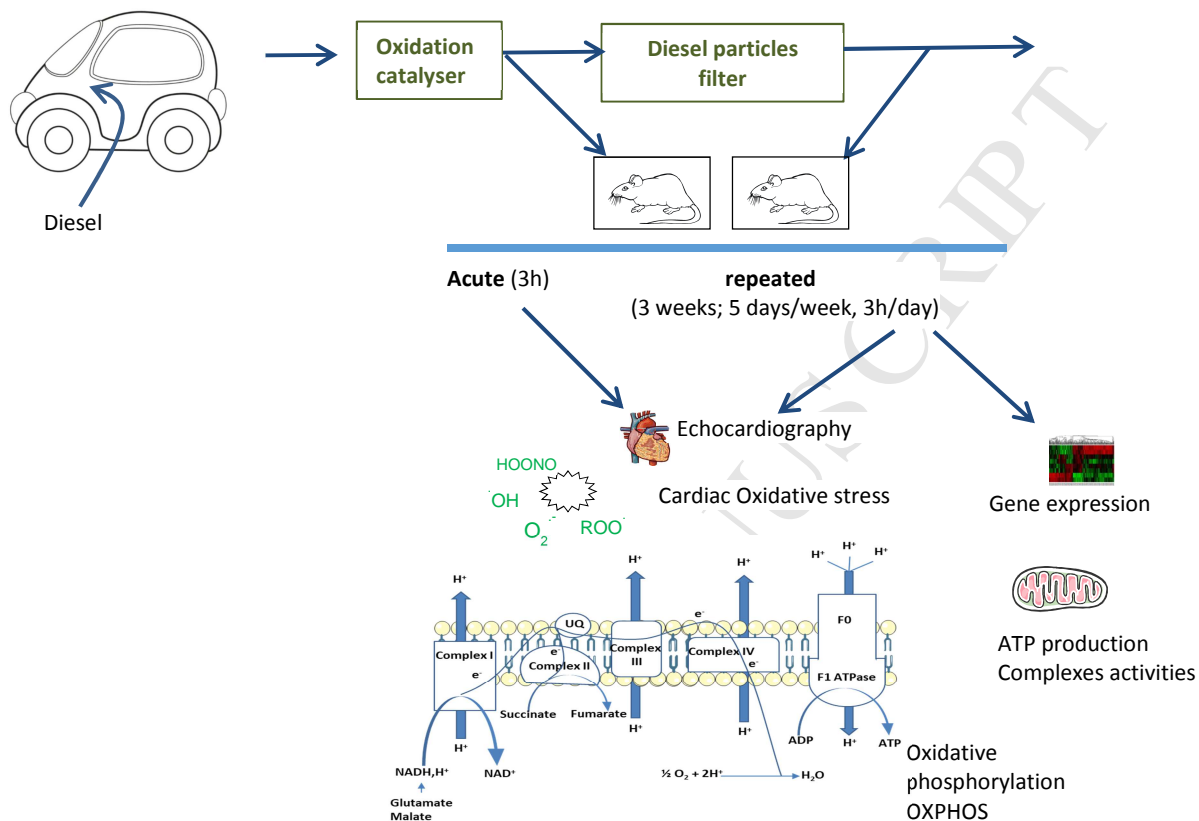 Oxidation
catalyser
Diesel particles
filter
Diesel
Acute (3h)
repeated
(3 weeks; 5 days/week, 3h/day)
Echocardiography
HOONO
˙OH
O₂˙⁻
ROO˙
Cardiac Oxidative stress
Gene expression
H⁺
H⁺
H⁺
H⁺
H⁺
H⁺
UQ
e⁻
F0
Complex I
e⁻
e⁻
Complex II
Complex
III
Complex IV
e⁻
F1 ATPase
ATP production
Complexes activities
Succinate
Fumarate
H⁺
H⁺
H⁺
ADP
H⁺
ATP
NADH,H⁺
NAD⁺
½ O₂ + 2H⁺
H₂O
Glutamate
Malate
Oxidative
phosphorylation
OXPHOS
USCRIPT